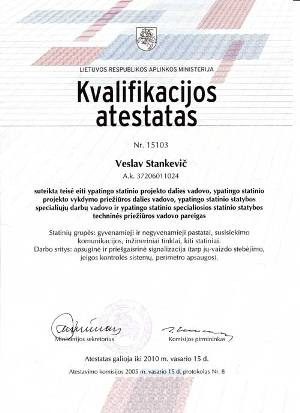 LIETUVOS RESPUBLIKOS APLINKOS MINISTERIJA
Kvalifikacijos
atestatas
Nr. 15103
Veslav Stankevič
A.k. 37206011024
suteikta teisė eiti ypatingo statinio projekto dalies vadovo, ypatingo statinio
projekto vykdymo priežiūros dalies vadovo, ypatingo statinio statybos
specialiųjų darbų vadovo ir ypatingo statinio specialiosios statinio statybos
techninės priežiūros vadovo pareigas
Statinių grupės: gyvenamieji ir negyvenamieji pastatai, susisiekimo
komunikacijos, inžineriniai tinklai, kiti statiniai.
Darbo sritys: apsauginė ir priešgaisrinė signalizacija (tarp jų-vaizdo stebėjimo,
įeigos kontrolės sistemų, perimetro apsaugos).
Ministerijos sekretorius Komisijos pirmininkas
Atestatas galioja iki 2010 m. vasario 15 d.
Atestavimo komisijos 2005 m. vasario 15 d. protokolas Nr. 8